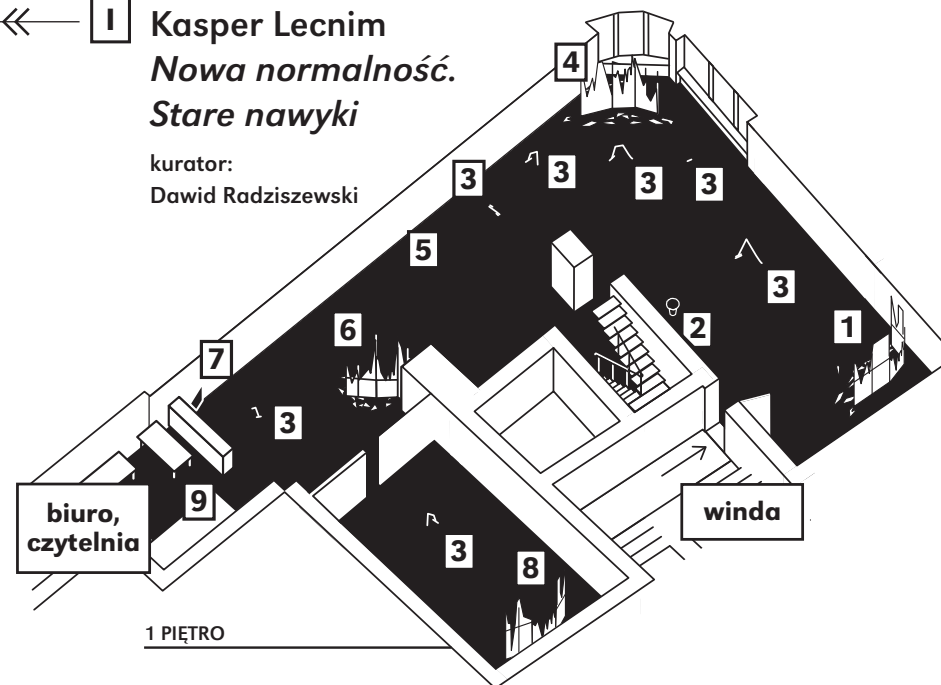 I
Kasper Lecnim
Nowa normalność.
Stare nawyki
kurator:
Dawid Radziszewski
4
3
3
3
3
5
3
6
2
1
7
3
9
biuro,
czytelnia
winda
3
8
1 PIĘTRO